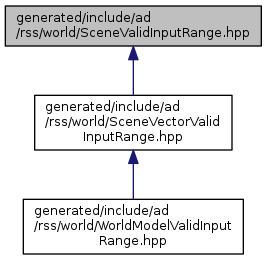 generated/include/ad
/rss/world/SceneValidInputRange.hpp
generated/include/ad
/rss/world/SceneVectorValid
InputRange.hpp
generated/include/ad
/rss/world/WorldModelValidInput
Range.hpp